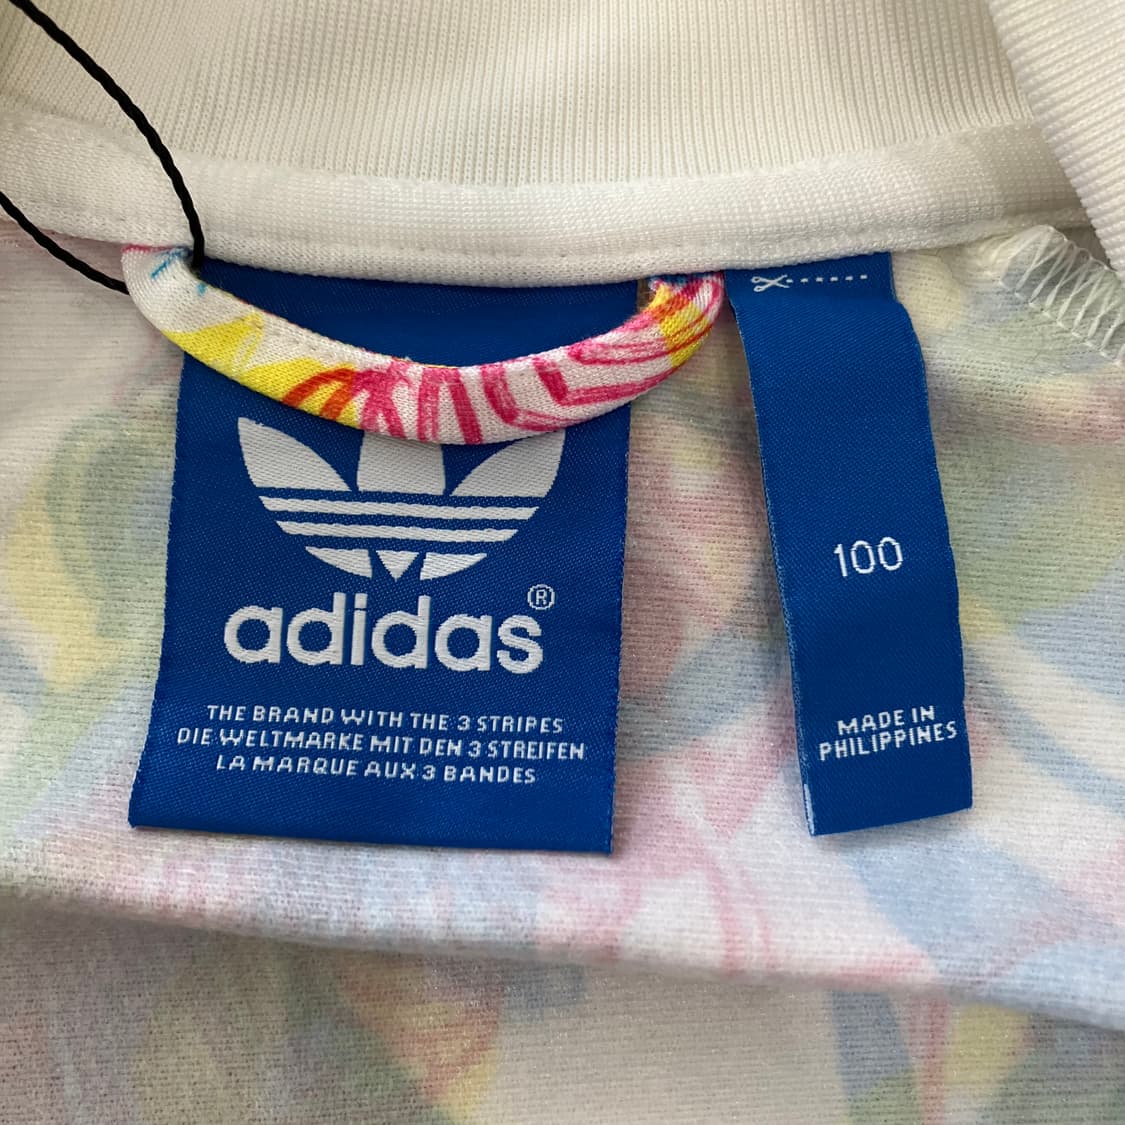 adidas®
THE BRAND WITH THE 3 STRIPES
DIE WELTMARKE MIT DEN 3 STREIFEN
LA MARQUE AUX 3 BANDES
100
MADE IN
PHILIPPINES